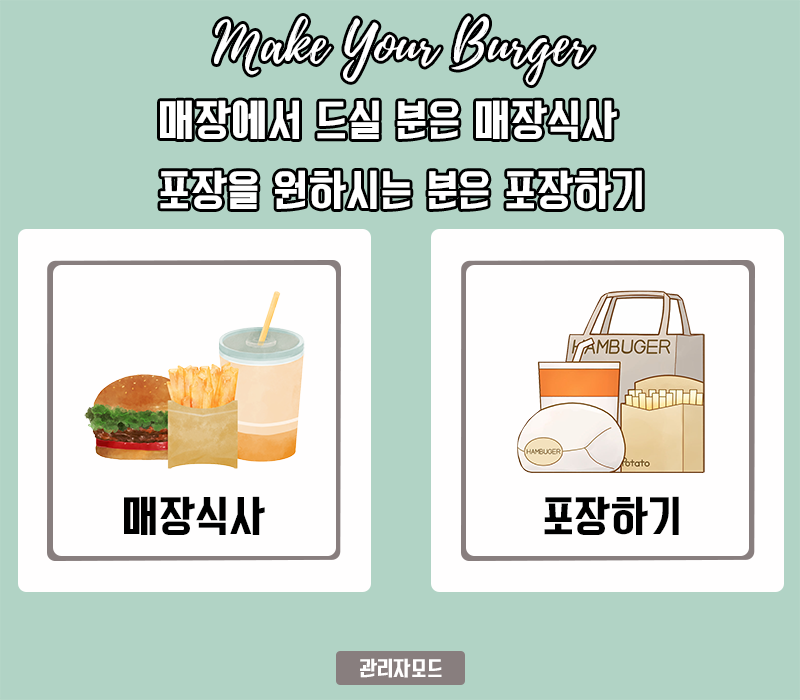 Make Your Burger
매장에서 드실 분은 매장식사
포장을 원하시는 분은 포장하기
HAMBUGER
HAMBUGER
Potato
매장식사
포장하기
관리자모드